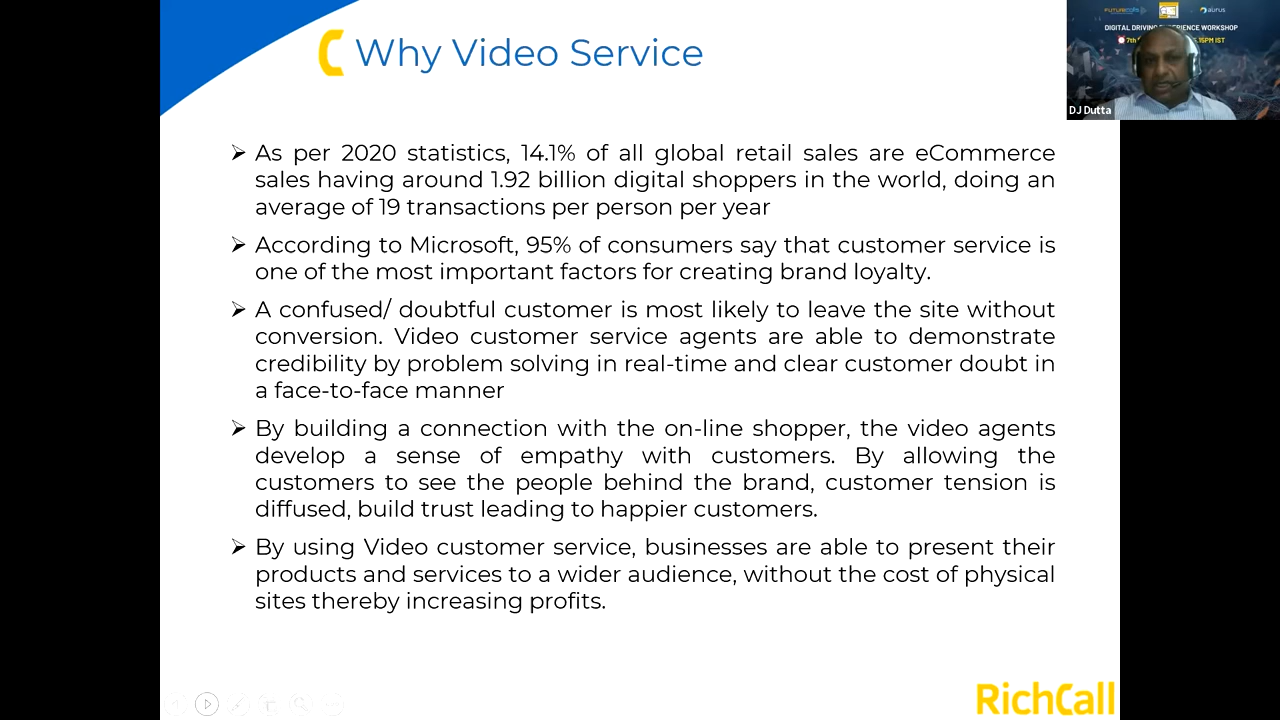 Why Video Service
DIGITAL DRIVING
WORKSHOP
DJ Dutta
➢ As per 2020 statistics, 14.1% of all global retail sales are eCommerce
sales having around 1.92 billion digital shoppers in the world, doing an
average of 19 transactions per person per year
➢ According to Microsoft, 95% of consumers say that customer service is
one of the most important factors for creating brand loyalty.
➢ A confused/ doubtful customer is most likely to leave the site without
conversion. Video customer service agents are able to demonstrate
credibility by problem solving in real-time and clear customer doubt in
a face-to-face manner
➢ By building a connection with the on-line shopper, the video agents
develop a sense of empathy with customers. By allowing the
customers to see the people behind the brand, customer tension is
diffused, build trust leading to happier customers.
➢ By using Video customer service, businesses are able to present their
products and services to a wider audience, without the cost of physical
sites thereby increasing profits.
RichCall